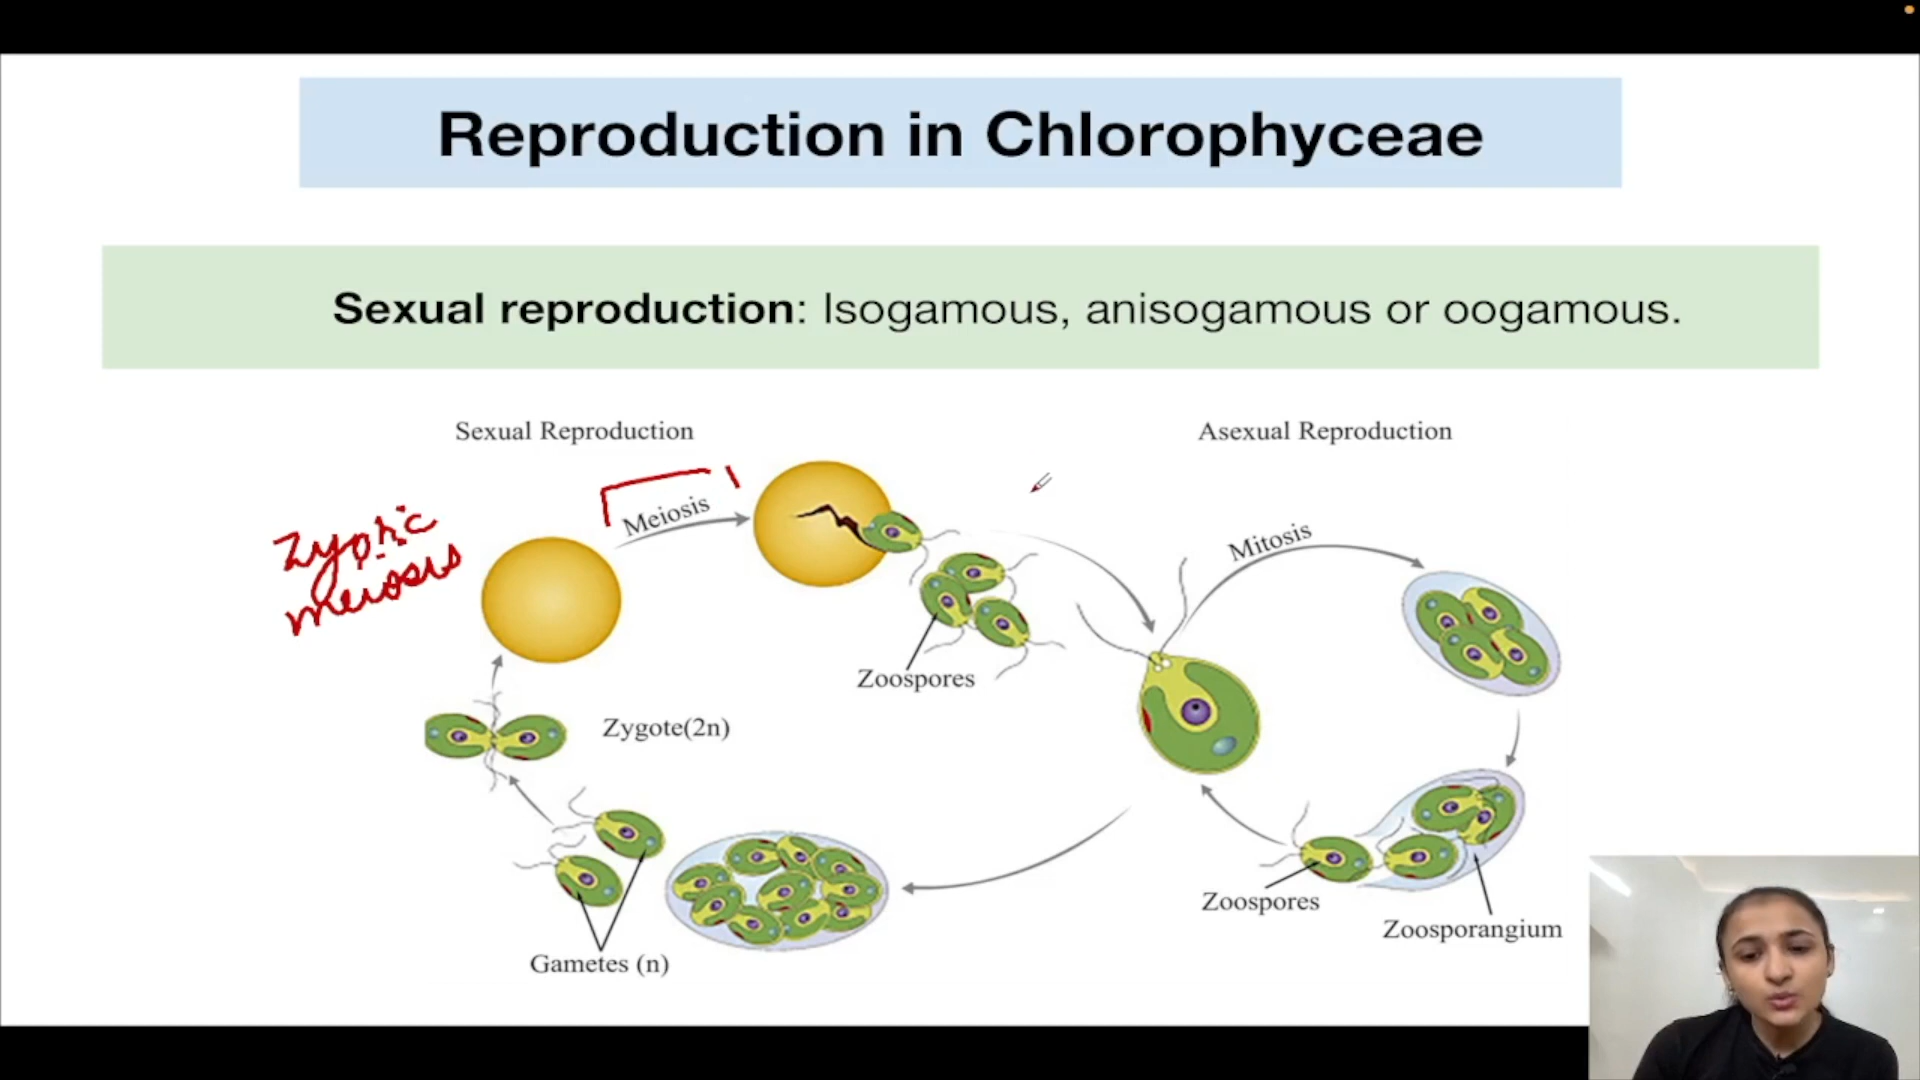 Reproduction in Chlorophyceae
Sexual reproduction: Isogamous, anisogamous or oogamous.
Sexual Reproduction
Asexual Reproduction
Meiosis
Mitosis
Zygotic
meiosis
Zoospores
Zygote(2n)
Zoospores
Zoosporangium
Gametes (n)